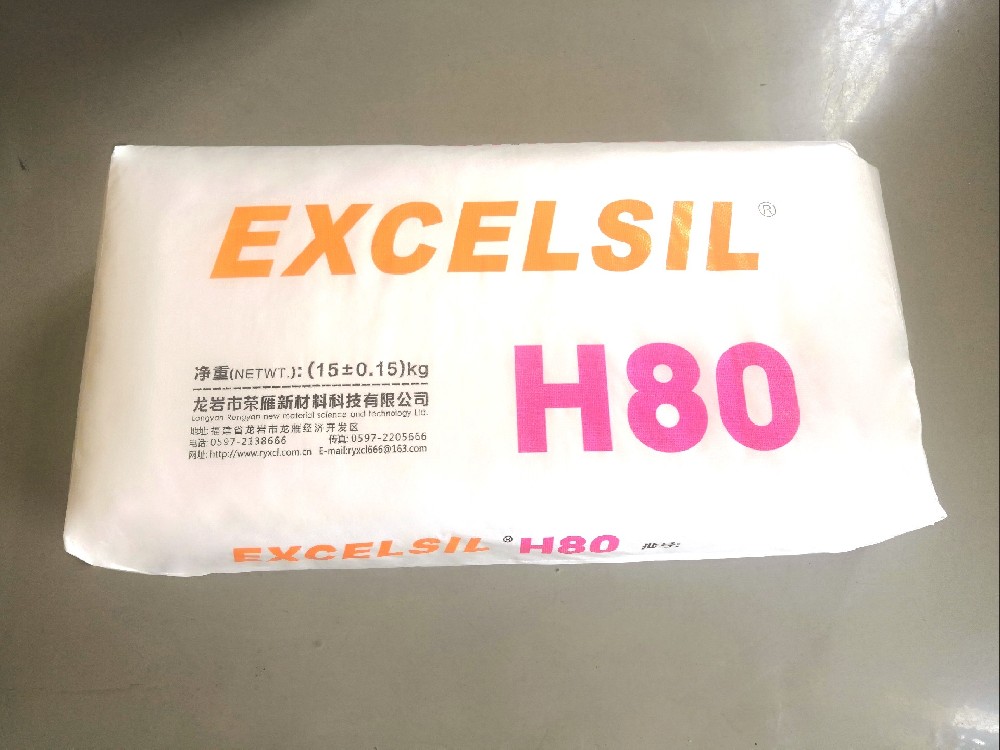 EXCELSIL®
H80
净重(NETWT.): (15±0.15)kg
龙岩市荣雁新材料科技有限公司
Longyan Rongyan new material science and technology Ltd.
地址: 福建省龙岩市龙雁经济开发区
电话: 0597-2338666 传真: 0597-2205666
网址: http://www.ryxcl.com.cn E-mail:ryxcl666@163.com
EXCELSIL® H80 批号: